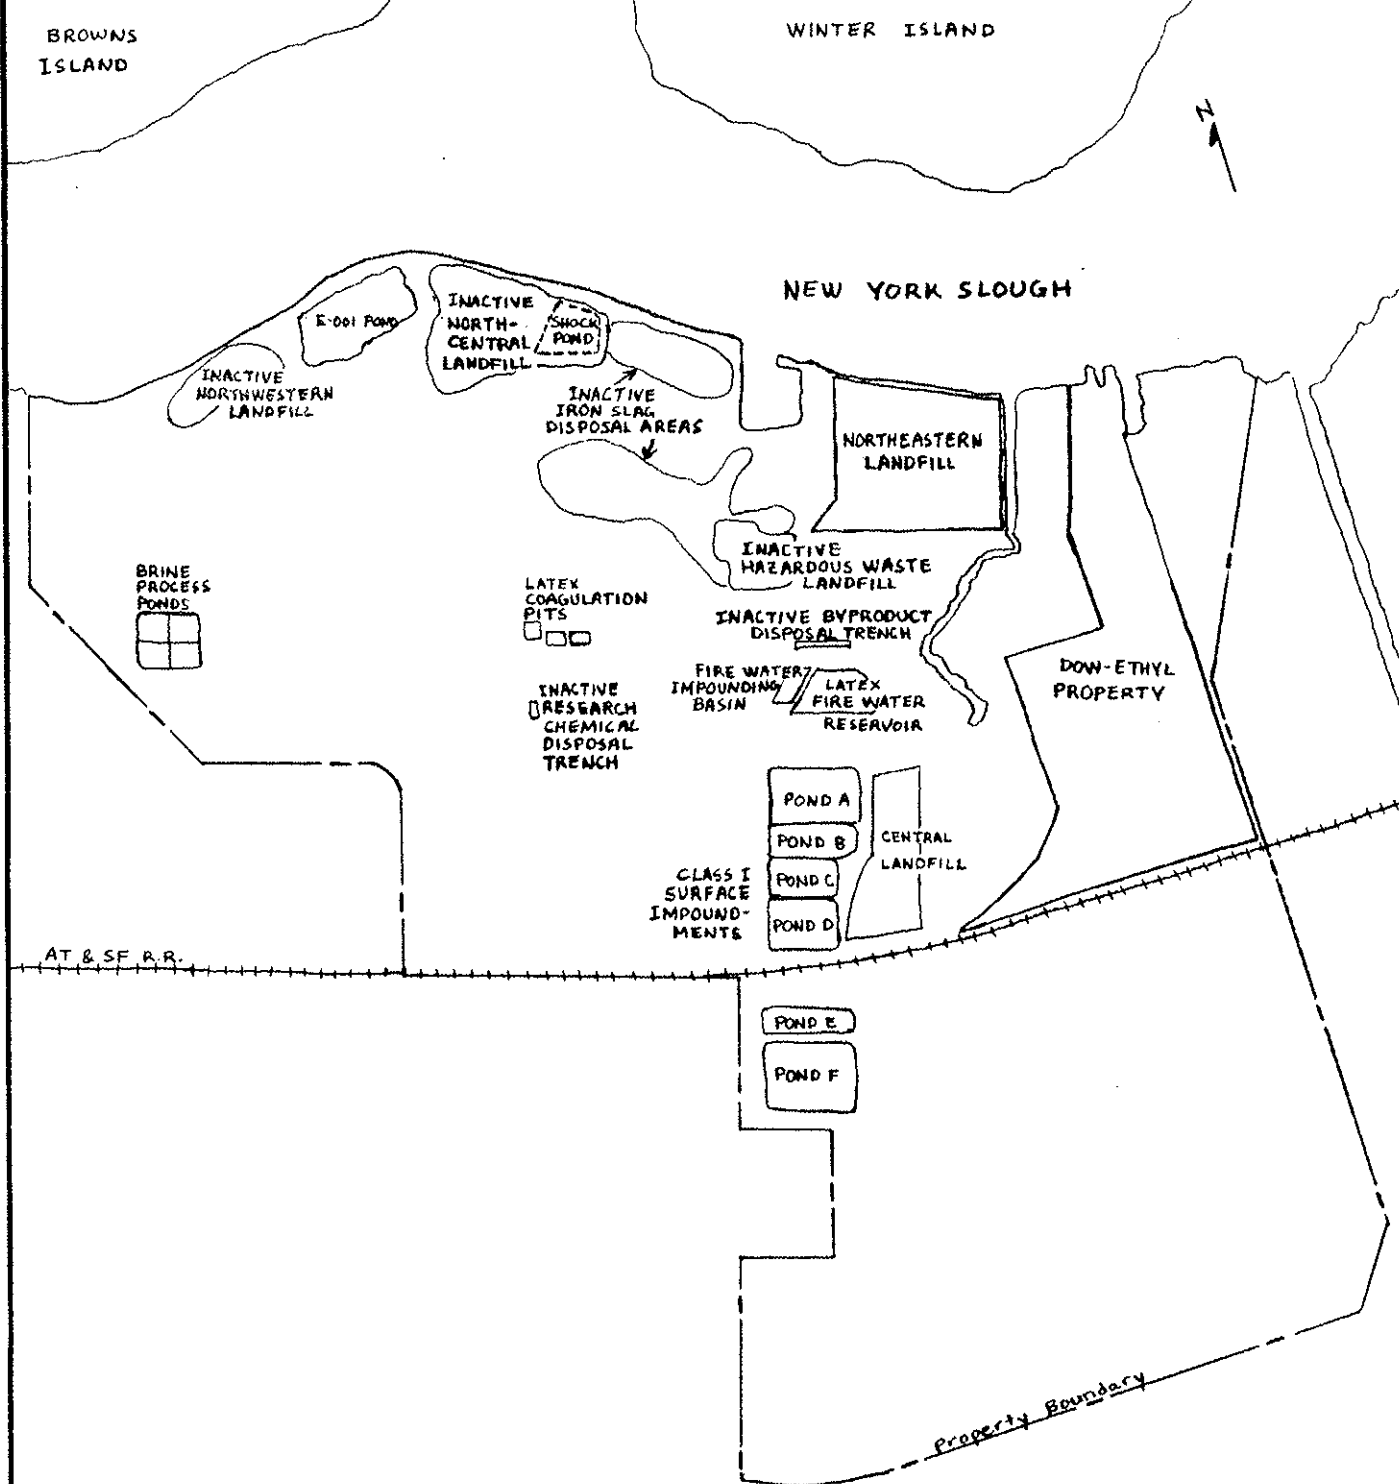 BROWNS
ISLAND
WINTER ISLAND
N
NEW YORK SLOUGH
E-001 POND
INACTIVE
NORTH-
CENTRAL
LANDFILL
SHOCK
POND
INACTIVE
NORTHWESTERN
LANDFILL
INACTIVE
IRON SLAG
DISPOSAL AREAS
NORTHEASTERN
LANDFILL
INACTIVE
HAZARDOUS WASTE
LANDFILL
BRINE
PROCESS
PONDS
LATEX
COAGULATION
PITS
INACTIVE BYPRODUCT
DISPOSAL TRENCH
FIRE WATER
IMPOUNDING
BASIN
LATEX
FIRE WATER
RESERVOIR
DOW-ETHYL
PROPERTY
INACTIVE
RESEARCH
CHEMICAL
DISPOSAL
TRENCH
POND A
POND B
POND C
POND D
CENTRAL
LANDFILL
CLASS I
SURFACE
IMPOUND-
MENTS
AT & SF R.R.
POND E
POND F
Property Boundary